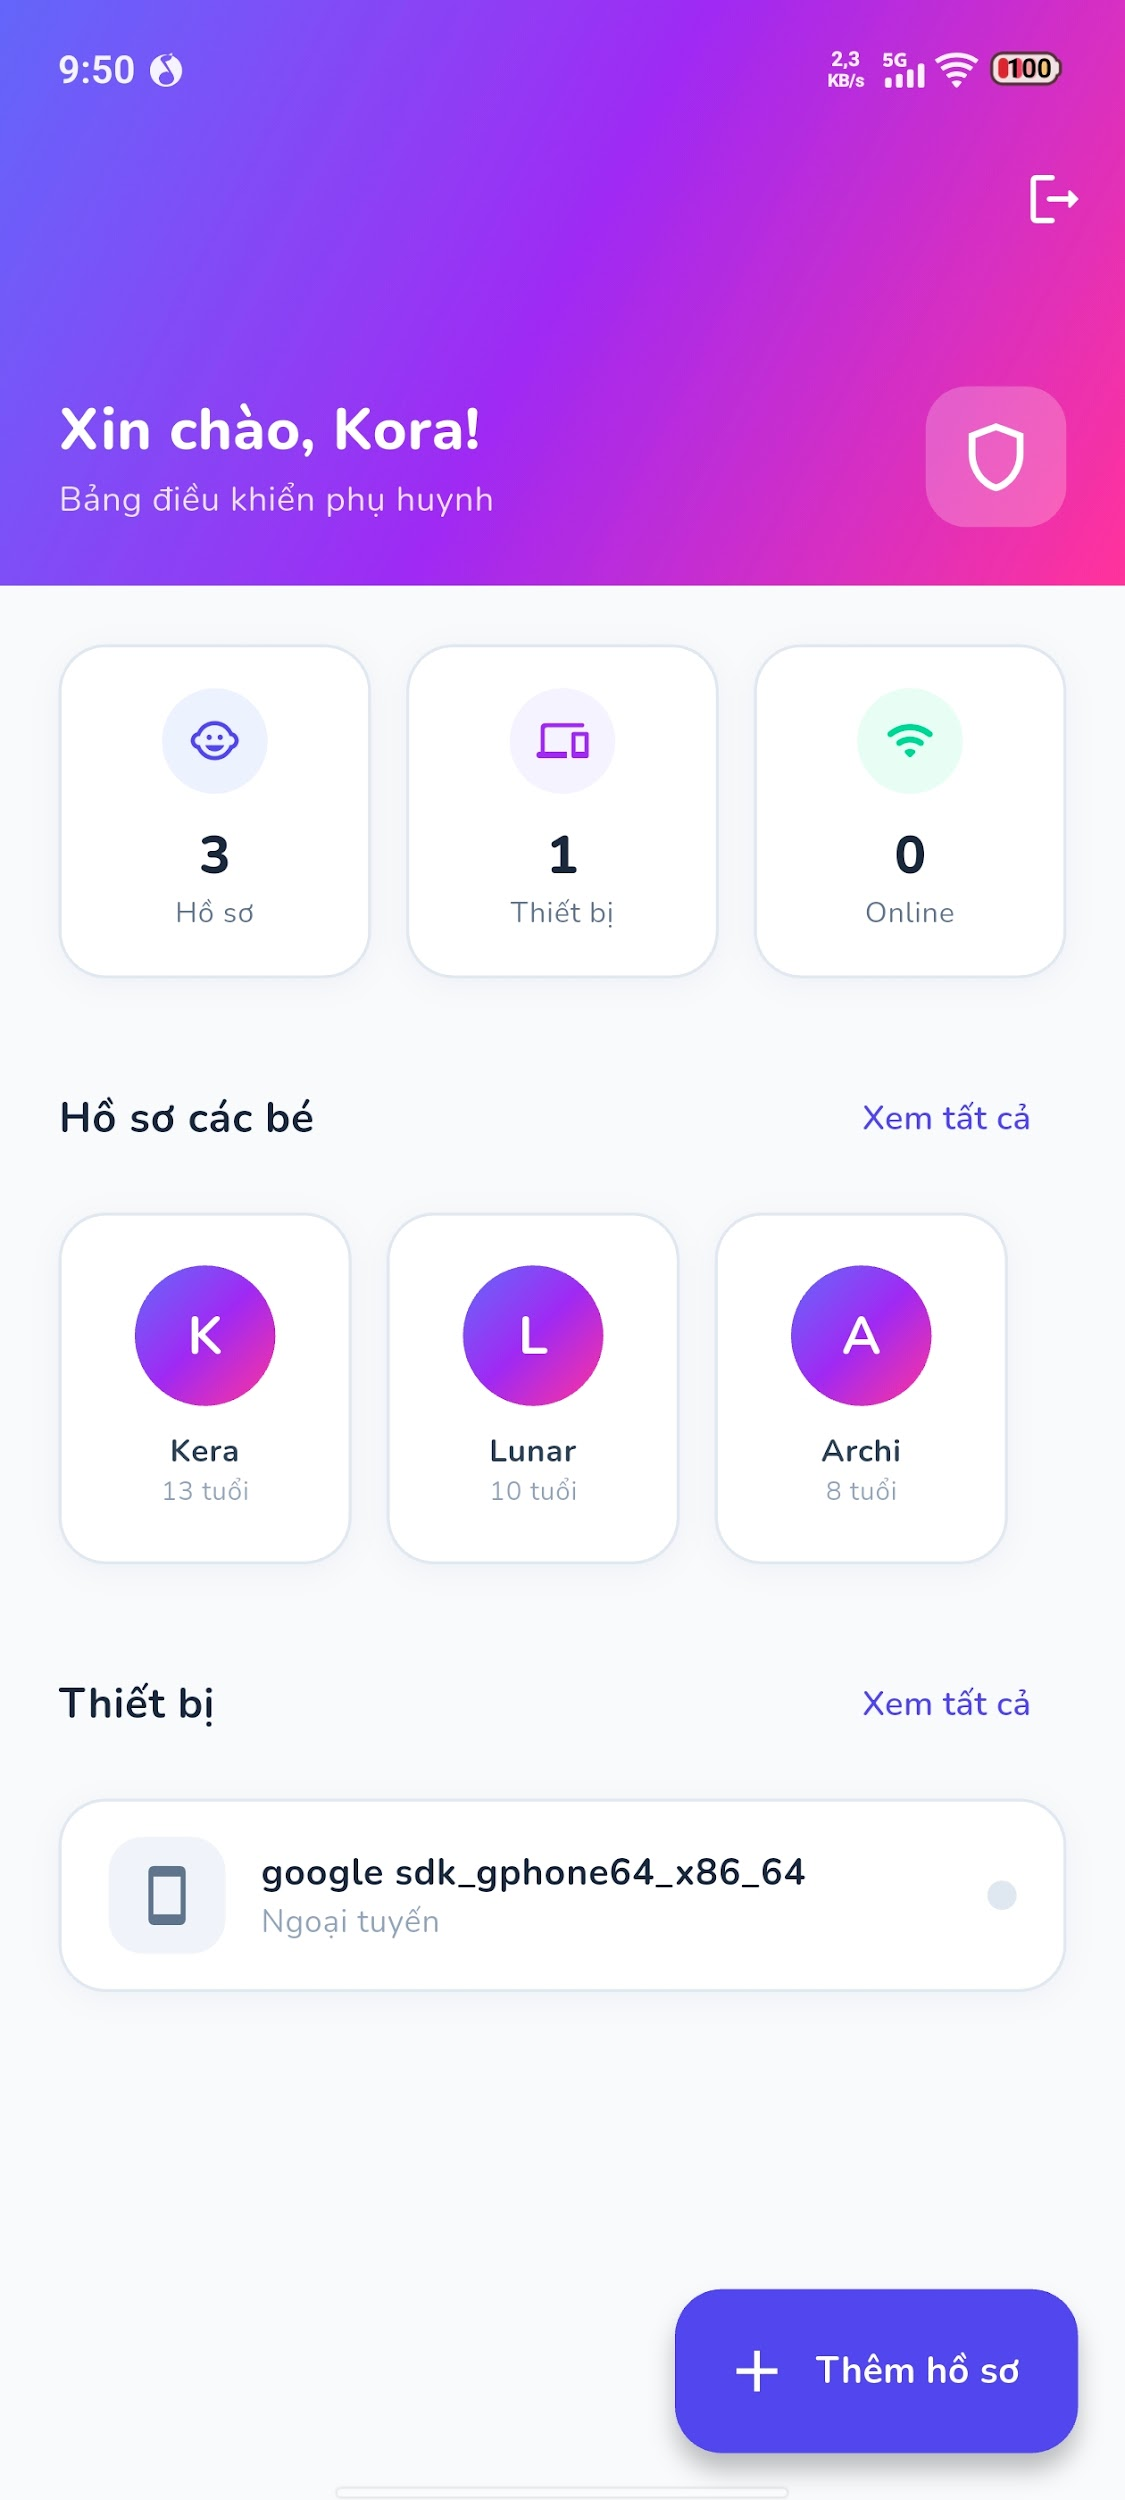 9:50
2,3
KB/s
5G
100
Xin chào, Kora!
Bảng điều khiển phụ huynh
3
1
0
Hồ sơ
Thiết bị
Online
Hồ sơ các bé
Xem tất cả
K
L
A
Kera
Lunar
Archi
13 tuổi
10 tuổi
8 tuổi
Thiết bị
Xem tất cả
google sdk_gphone64_x86_64
Ngoại tuyến
Thêm hồ sơ